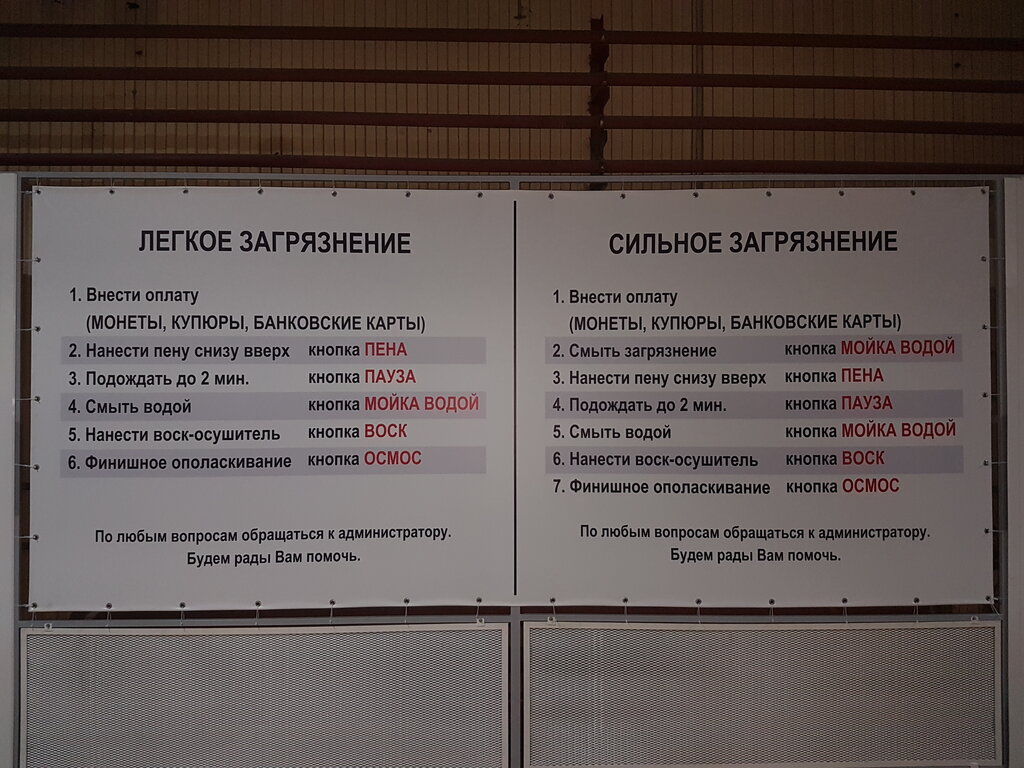 ЛЕГКОЕ ЗАГРЯЗНЕНИЕ
1. Внести оплату
(МОНЕТЫ, КУПЮРЫ, БАНКОВСКИЕ КАРТЫ)
2. Нанести пену снизу вверх кнопка ПЕНА
3. Подождать до 2 мин. кнопка ПАУЗА
4. Смыть водой кнопка МОЙКА ВОДОЙ
5. Нанести воск-осушитель кнопка ВОСК
6. Финишное ополаскивание кнопка ОСМОС
По любым вопросам обращаться к администратору.
Будем рады Вам помочь.
СИЛЬНОЕ ЗАГРЯЗНЕНИЕ
1. Внести оплату
(МОНЕТЫ, КУПЮРЫ, БАНКОВСКИЕ КАРТЫ)
2. Смыть загрязнение кнопка МОЙКА ВОДОЙ
3. Нанести пену снизу вверх кнопка ПЕНА
4. Подождать до 2 мин. кнопка ПАУЗА
5. Смыть водой кнопка МОЙКА ВОДОЙ
6. Нанести воск-осушитель кнопка ВОСК
7. Финишное ополаскивание кнопка ОСМОС
По любым вопросам обращаться к администратору.
Будем рады Вам помочь.